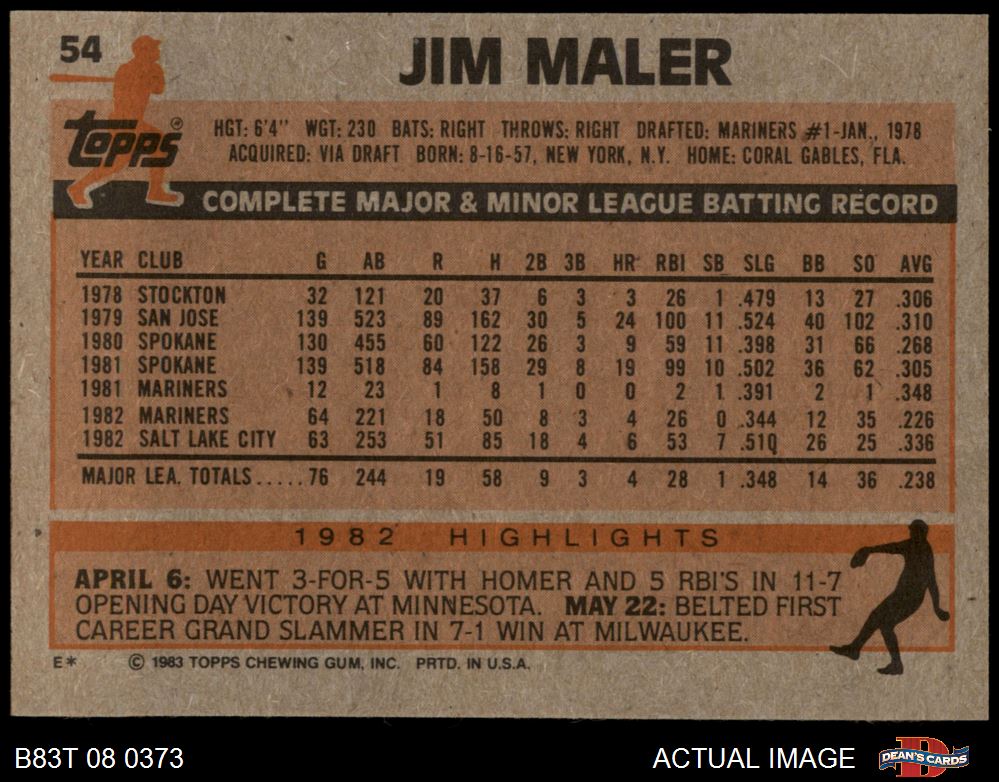 54
JIM MALER
Topps®
HGT: 6'4" WGT: 230 BATS: RIGHT THROWS: RIGHT DRAFTED: MARINERS #1-JAN., 1978
ACQUIRED: VIA DRAFT BORN: 8-16-57, NEW YORK, N.Y. HOME: CORAL GABLES, FLA.
COMPLETE MAJOR & MINOR LEAGUE BATTING RECORD
YEAR CLUB G AB R H 2B 3B HR RBI SB SLG BB SO AVG
1978 STOCKTON 32 121 20 37 6 3 3 26 1 .479 13 27 .306
1979 SAN JOSE 139 523 89 162 30 5 24 100 11 .524 40 102 .310
1980 SPOKANE 130 455 60 122 26 3 9 59 11 .398 31 66 .268
1981 SPOKANE 139 518 84 158 29 8 19 99 10 .502 36 62 .305
1981 MARINERS 12 23 1 8 1 0 0 2 1 .391 2 1 .348
1982 MARINERS 64 221 18 50 8 3 4 26 0 .344 12 35 .226
1982 SALT LAKE CITY 63 253 51 85 18 4 6 53 7 .510 26 25 .336
MAJOR LEA. TOTALS.....76 244 19 58 9 3 4 28 1 .348 14 36 .238
1982 HIGHLIGHTS
APRIL 6: WENT 3-FOR-5 WITH HOMER AND 5 RBI'S IN 11-7
OPENING DAY VICTORY AT MINNESOTA. MAY 22: BELTED FIRST
CAREER GRAND SLAMMER IN 7-1 WIN AT MILWAUKEE.
E* © 1983 TOPPS CHEWING GUM, INC. PRTD. IN U.S.A.
B83T 08 0373 ACTUAL IMAGE DEAN'S CARDS